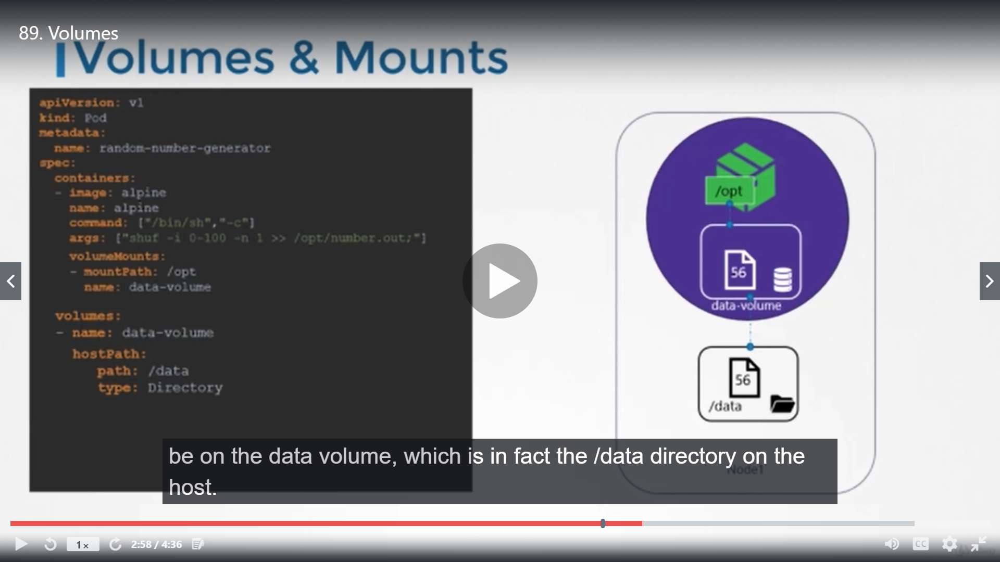 89. Volumes
Volumes & Mounts
apiVersion: v1
kind: Pod
metadata:
name: random-number-generator
spec:
containers:
- image: alpine
name: alpine
command: ["/bin/sh","-c"]
args: ["shuf -i 0-100 -n 1 >> /opt/number.out;"]
volumeMounts:
- mountPath: /opt
name: data-volume
volumes:
- name: data-volume
hostPath:
path: /data
type: Directory
/opt
56
data-volume
56
/data
Node1
be on the data volume, which is in fact the /data directory on the
host.
1x
2:58 / 4:36
CC